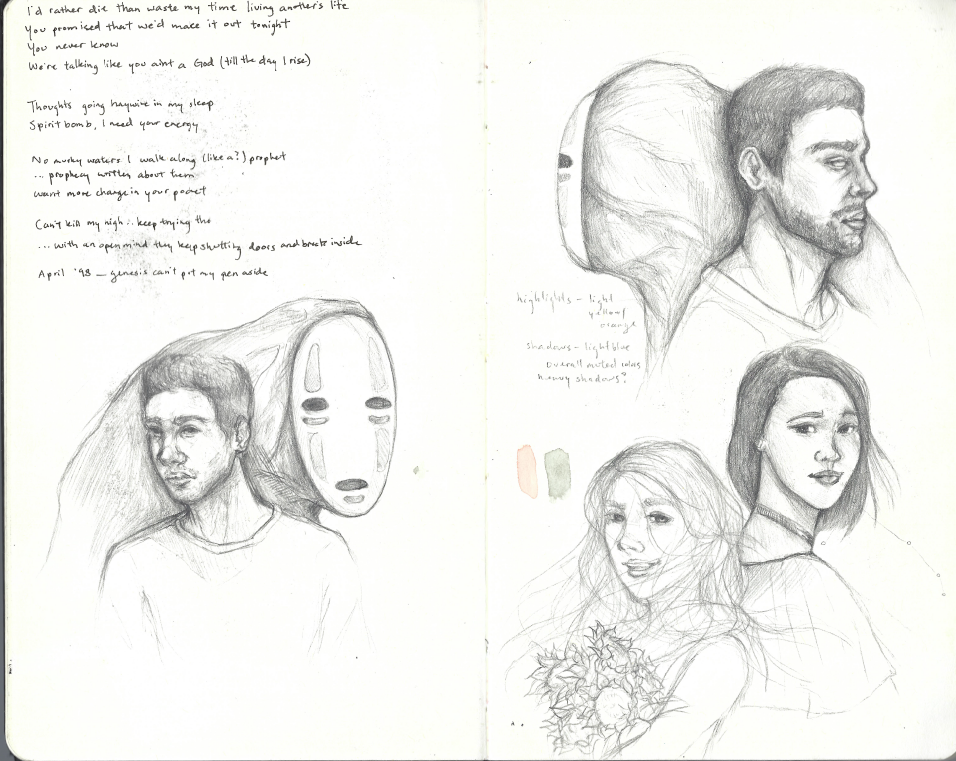 I'd rather die than waste my time living another's life
You promised that we'd make it out tonight
You never know
We're talking like you aint a God (till the day I rise)
Thoughts going haywire in my sleep
Spirit bomb, I need your energy
No murky waters I walk along (like a?) prophet
... prophecy written about them
want more change in your pocket
Can't kill my high .. keep trying tho
... with an open mind they keep shutting doors and break inside
April '98 — genesis can't put my pen aside
highlights - light
yellow/
orange
shadows - light blue
overall muted
heavy shadows?